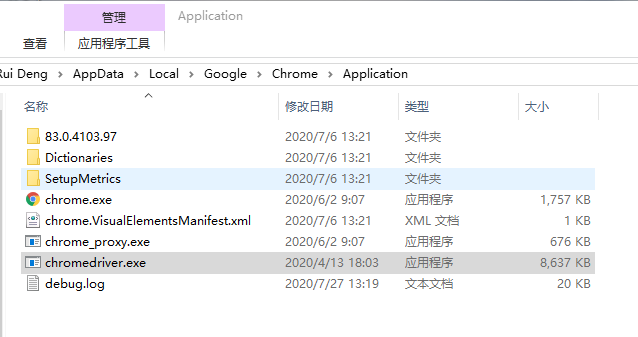 管理 Application
查看 应用程序工具
Rui Deng AppData Local Google Chrome Application
名称 修改日期 类型 大小
83.0.4103.97 2020/7/6 13:21 文件夹
Dictionaries 2020/7/6 13:21 文件夹
SetupMetrics 2020/7/6 13:21 文件夹
chrome.exe 2020/6/2 9:07 应用程序 1,757 KB
chrome.VisualElementsManifest.xml 2020/7/6 13:21 XML 文档 1 KB
chrome_proxy.exe 2020/6/2 9:07 应用程序 676 KB
chromedriver.exe 2020/4/13 18:03 应用程序 8,637 KB
debug.log 2020/7/27 13:19 文本文档 20 KB